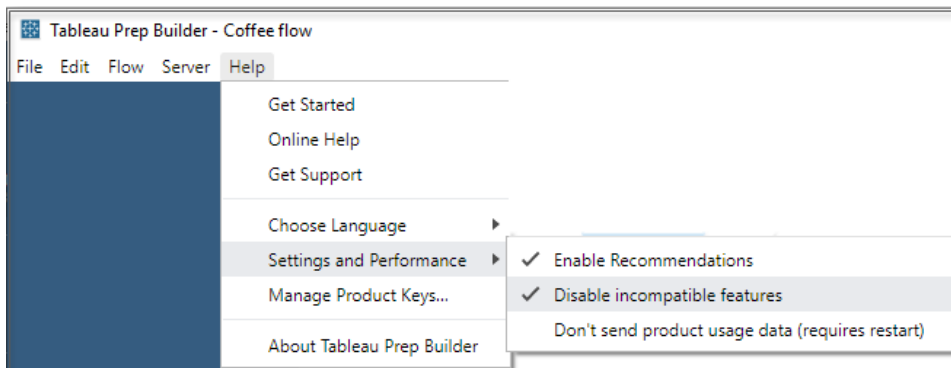 Tableau Prep Builder - Coffee flow
File Edit Flow Server Help
Get Started
Online Help
Get Support
Choose Language
Settings and Performance
Manage Product Keys...
About Tableau Prep Builder
Enable Recommendations
Disable incompatible features
Don't send product usage data (requires restart)